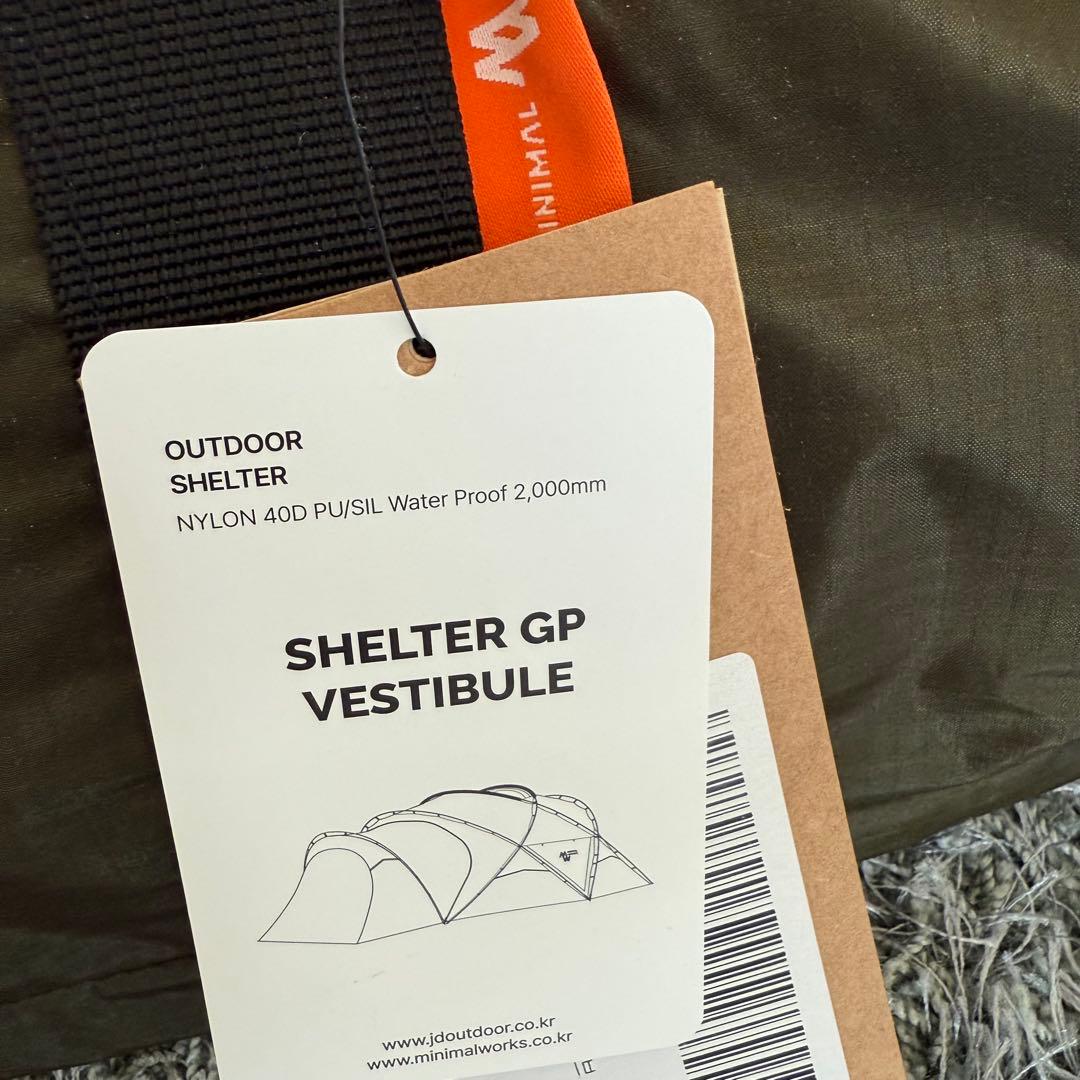 INIMAL
OUTDOOR
SHELTER
NYLON 40D PU/SIL Water Proof 2,000mm
SHELTER GP
VESTIBULE
www.jdoutdoor.co.kr
www.minimalworks.co.kr